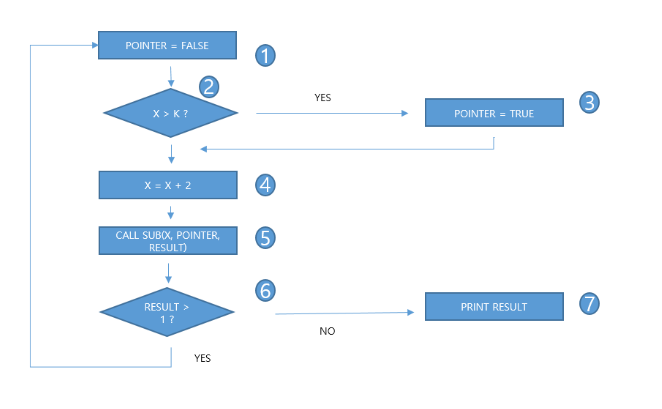 POINTER = FALSE
1
2
X > K ?
YES
3
POINTER = TRUE
X = X + 2
4
CALL SUB(X, POINTER,
RESULT)
5
6
RESULT >
1 ?
NO
PRINT RESULT
7
YES